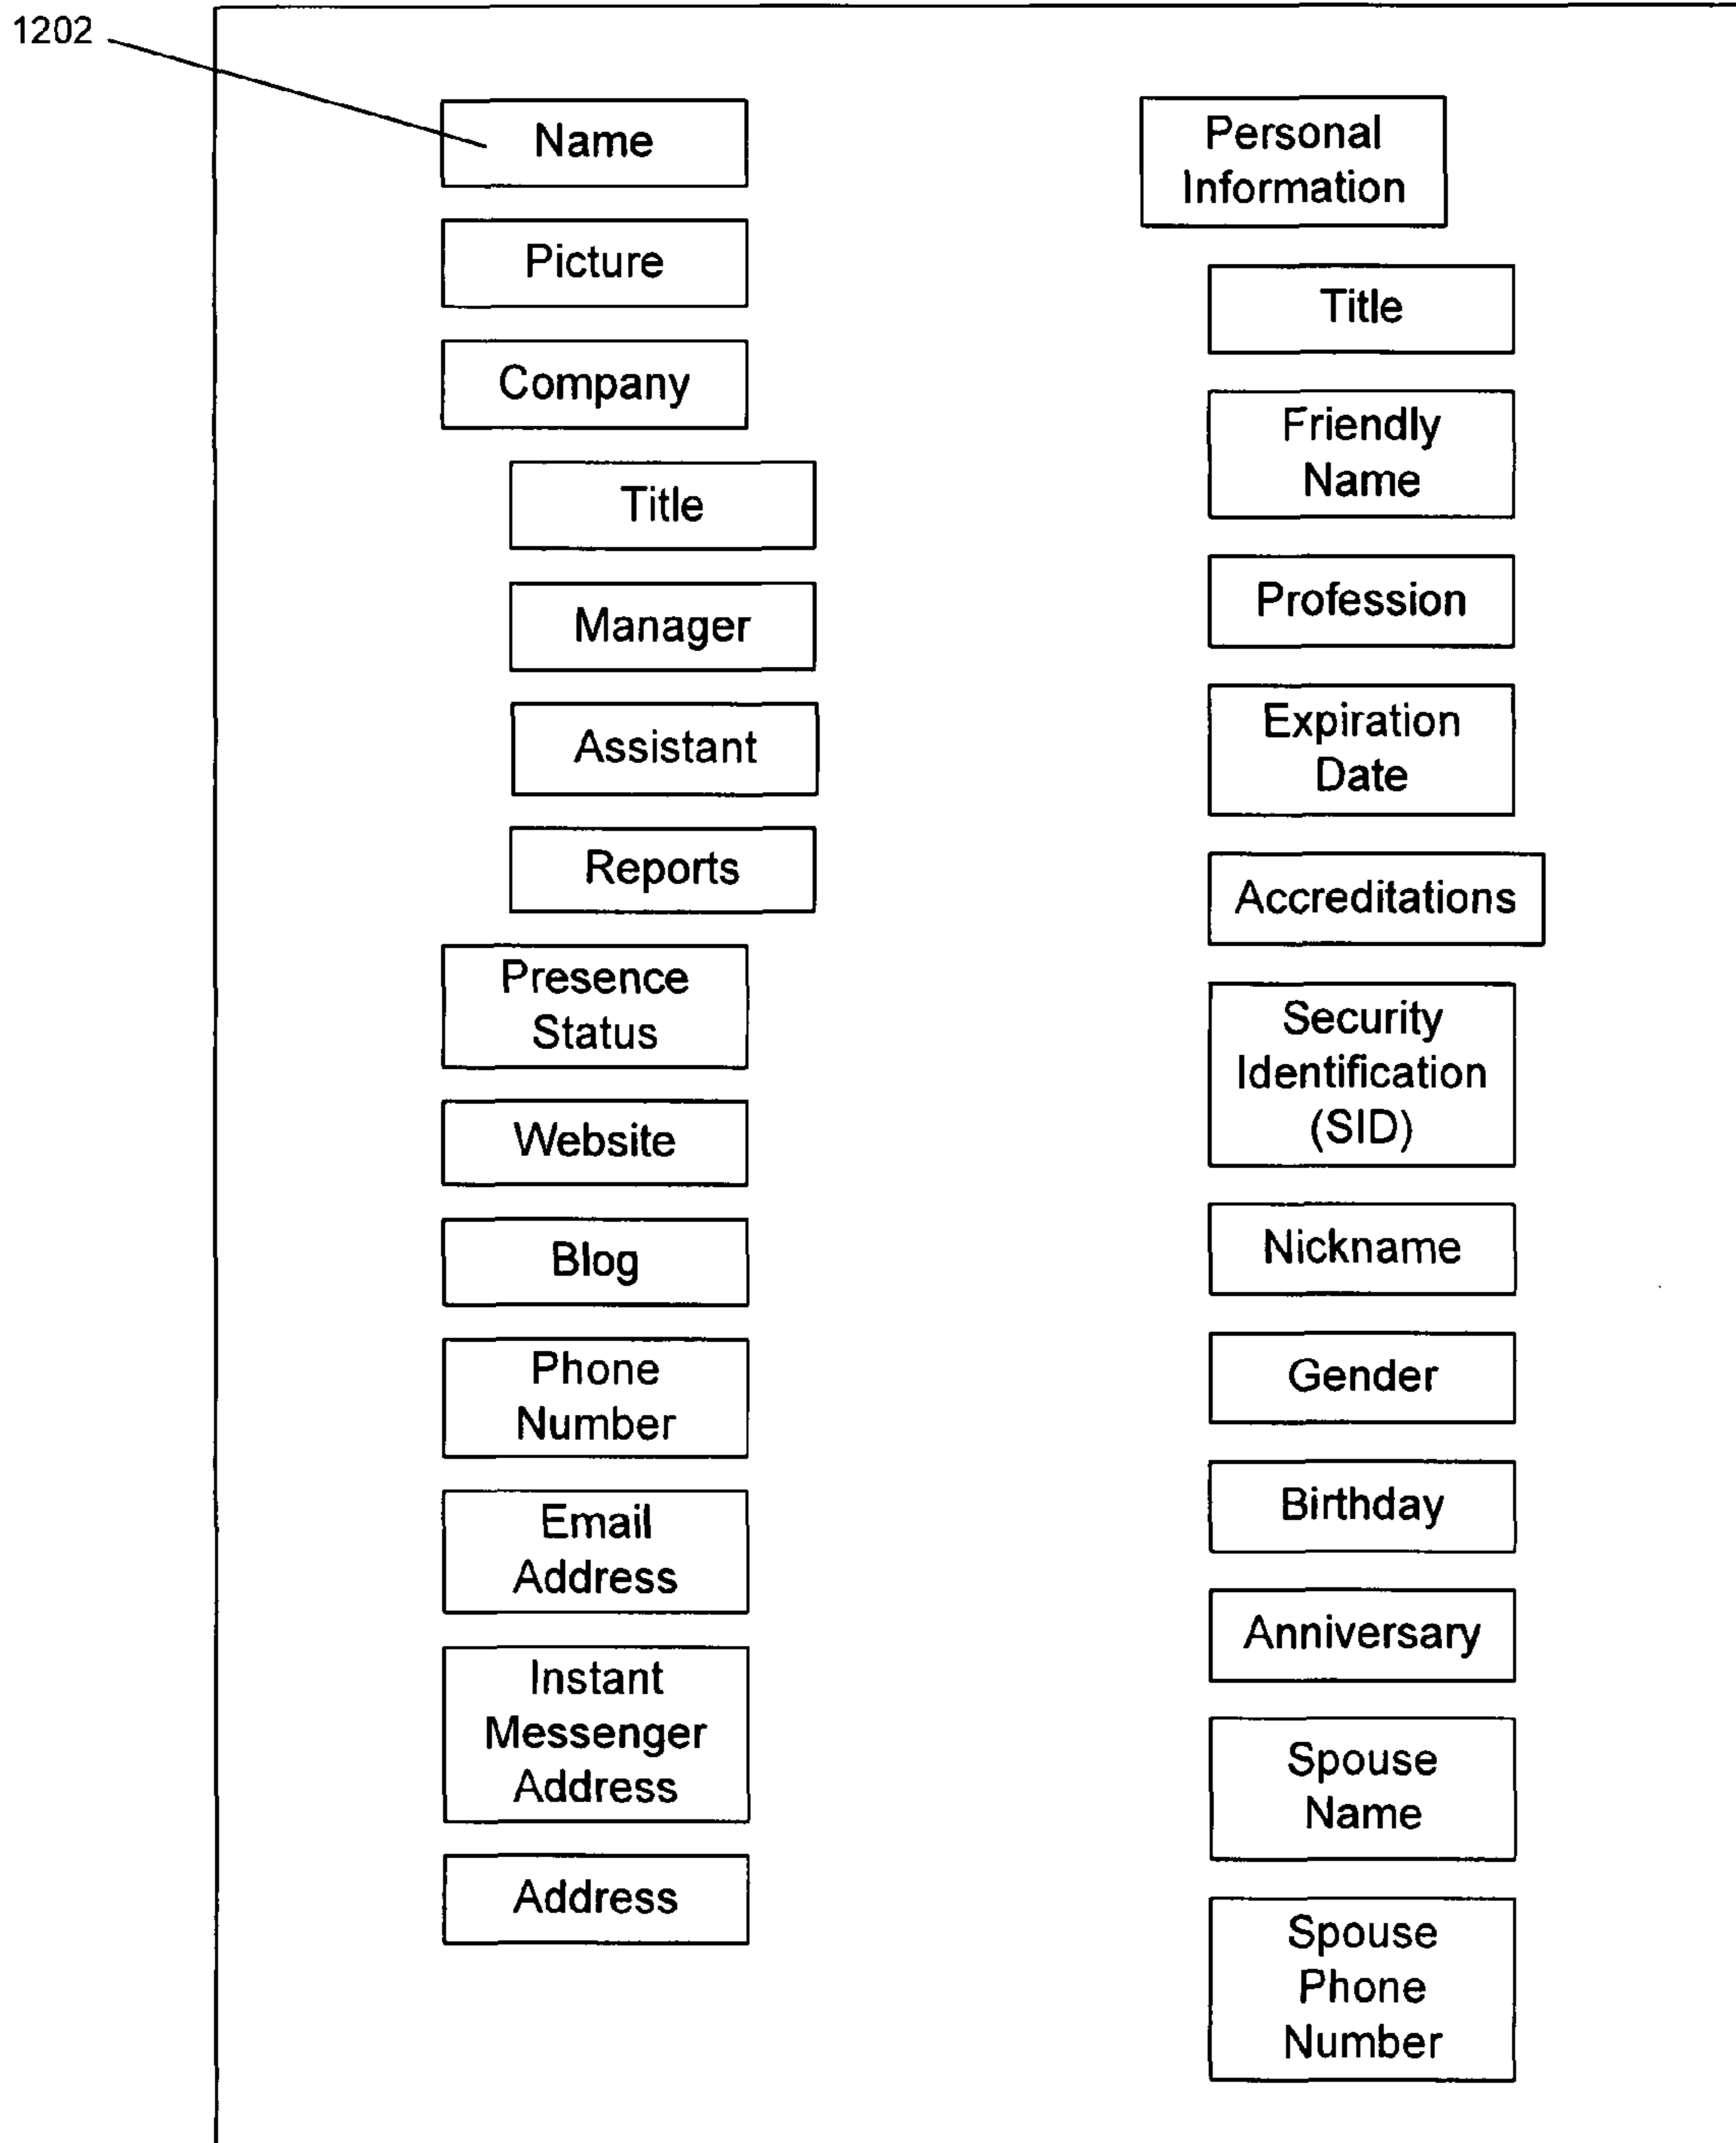 1202
Name
Picture
Company
Title
Manager
Assistant
Reports
Presence
Status
Website
Blog
Phone
Number
Email
Address
Instant
Messenger
Address
Address
Personal
Information
Title
Friendly
Name
Profession
Expiration
Date
Accreditations
Security
Identification
(SID)
Nickname
Gender
Birthday
Anniversary
Spouse
Name
Spouse
Phone
Number